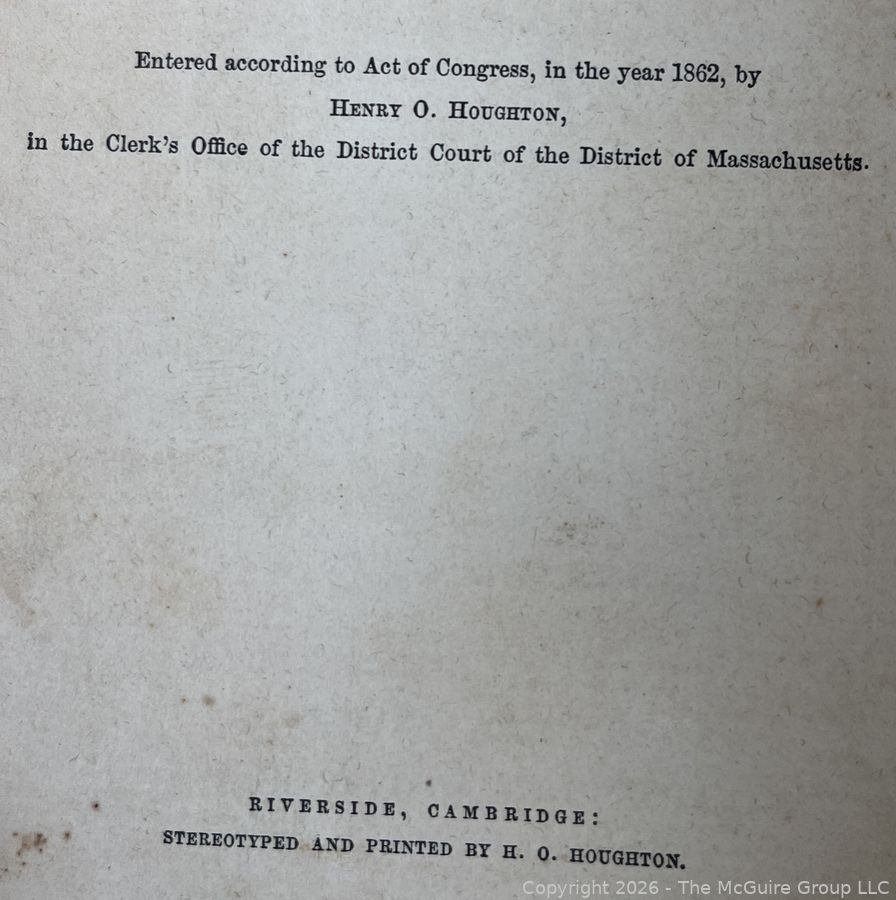 Entered according to Act of Congress, in the year 1862, by
HENRY O. HOUGHTON,
in the Clerk's Office of the District Court of the District of Massachusetts.
RIVERSIDE, CAMBRIDGE:
STEREOTYPED AND PRINTED BY H. O. HOUGHTON.
Copyright 2026 - The McGuire Group LLC